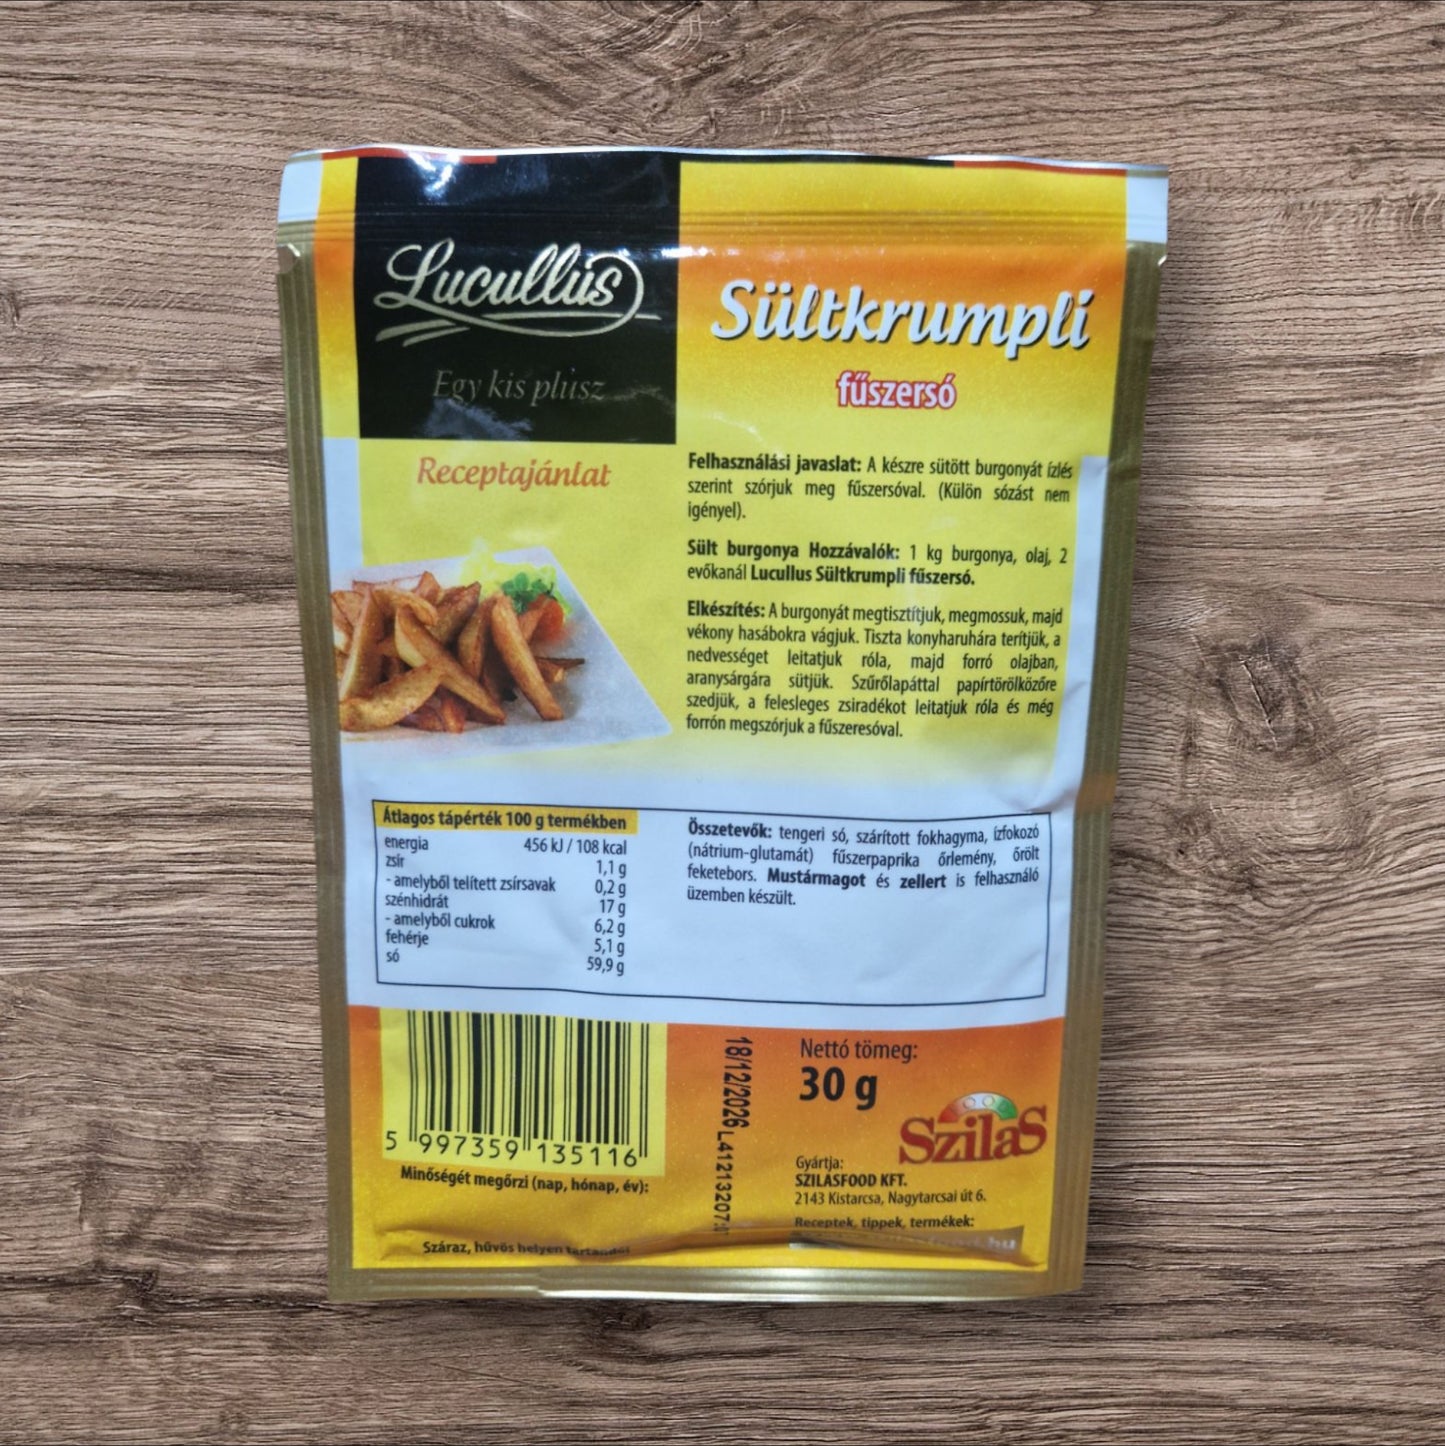 Lucullus
Egy kis plusz
Sültkrumpli
fűszersó
Receptajánlat
Felhasználási javaslat: A készre sütött burgonyát ízlés
szerint szórjuk meg fűszersóval. (Külön sózást nem
igényel).
Sült burgonya Hozzávalók: 1 kg burgonya, olaj, 2
evőkanál Lucullus Sültkrumpli fűszersó.
Elkészítés: A burgonyát megtisztítjuk, megmossuk, majd
vékony hasábokra vágjuk. Tiszta konyharuhára terítjük, a
nedvességet leitatjuk róla, majd forró olajban,
aranysárgára sütjük. Szűrőlapáttal papírtörölközőre
szedjük, a felesleges zsiradékot leitatjuk róla és még
forrón megszórjuk a fűszeresóval.
Átlagos tápérték 100 g termékben
energia 456 kJ / 108 kcal
zsír 1,1 g
- amelyből telített zsírsavak 0,2 g
szénhidrát 17 g
- amelyből cukrok 6,2 g
fehérje 5,1 g
só 59,9 g
Összetevők: tengeri só, szárított fokhagyma, ízfokozó
(nátrium-glutamát) fűszerpaprika őrlemény, őrölt
feketebors. Mustármagot és zellert is felhasználó
üzemben készült.
5 997359 135116
Minőségét megőrzi (nap, hónap, év):
Száraz, hűvös helyen tartandó!
18/12/2026 L41213207
Nettó tömeg:
30 g
SzilaS
Gyártja:
SZILASFOOD KFT.
2143 Kistarcsa, Nagytarcsai út 6.
Receptek, tippek, termékek: